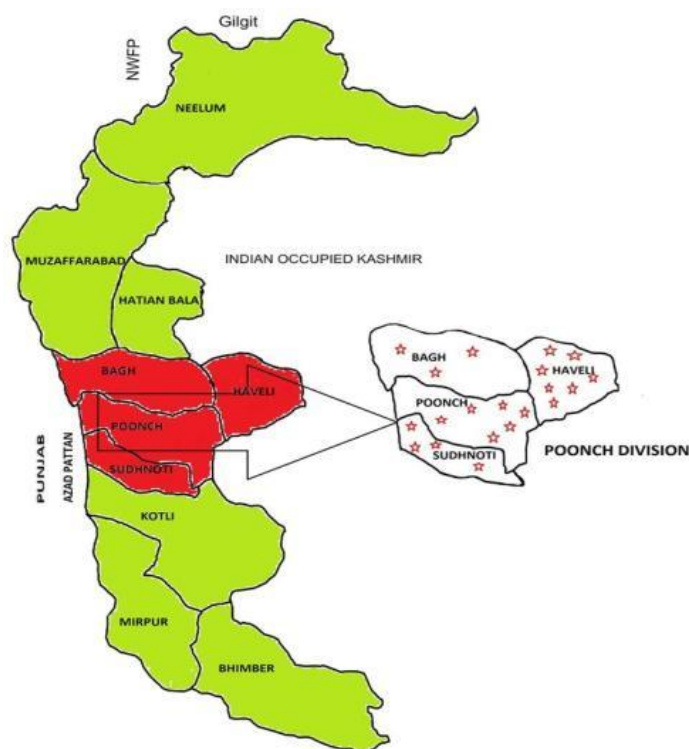 Gilgit
NWFP
NEELUM
MUZAFFARABAD
INDIAN OCCUPIED KASHMIR
HATIAN BALA
BAGH
HAVELI
POONCH
SUDHNOTI
PUNJAB
AZAD PATTAN
KOTLI
MIRPUR
BHIMBER
BAGH
HAVELI
POONCH
SUDHNOTI
POONCH DIVISION